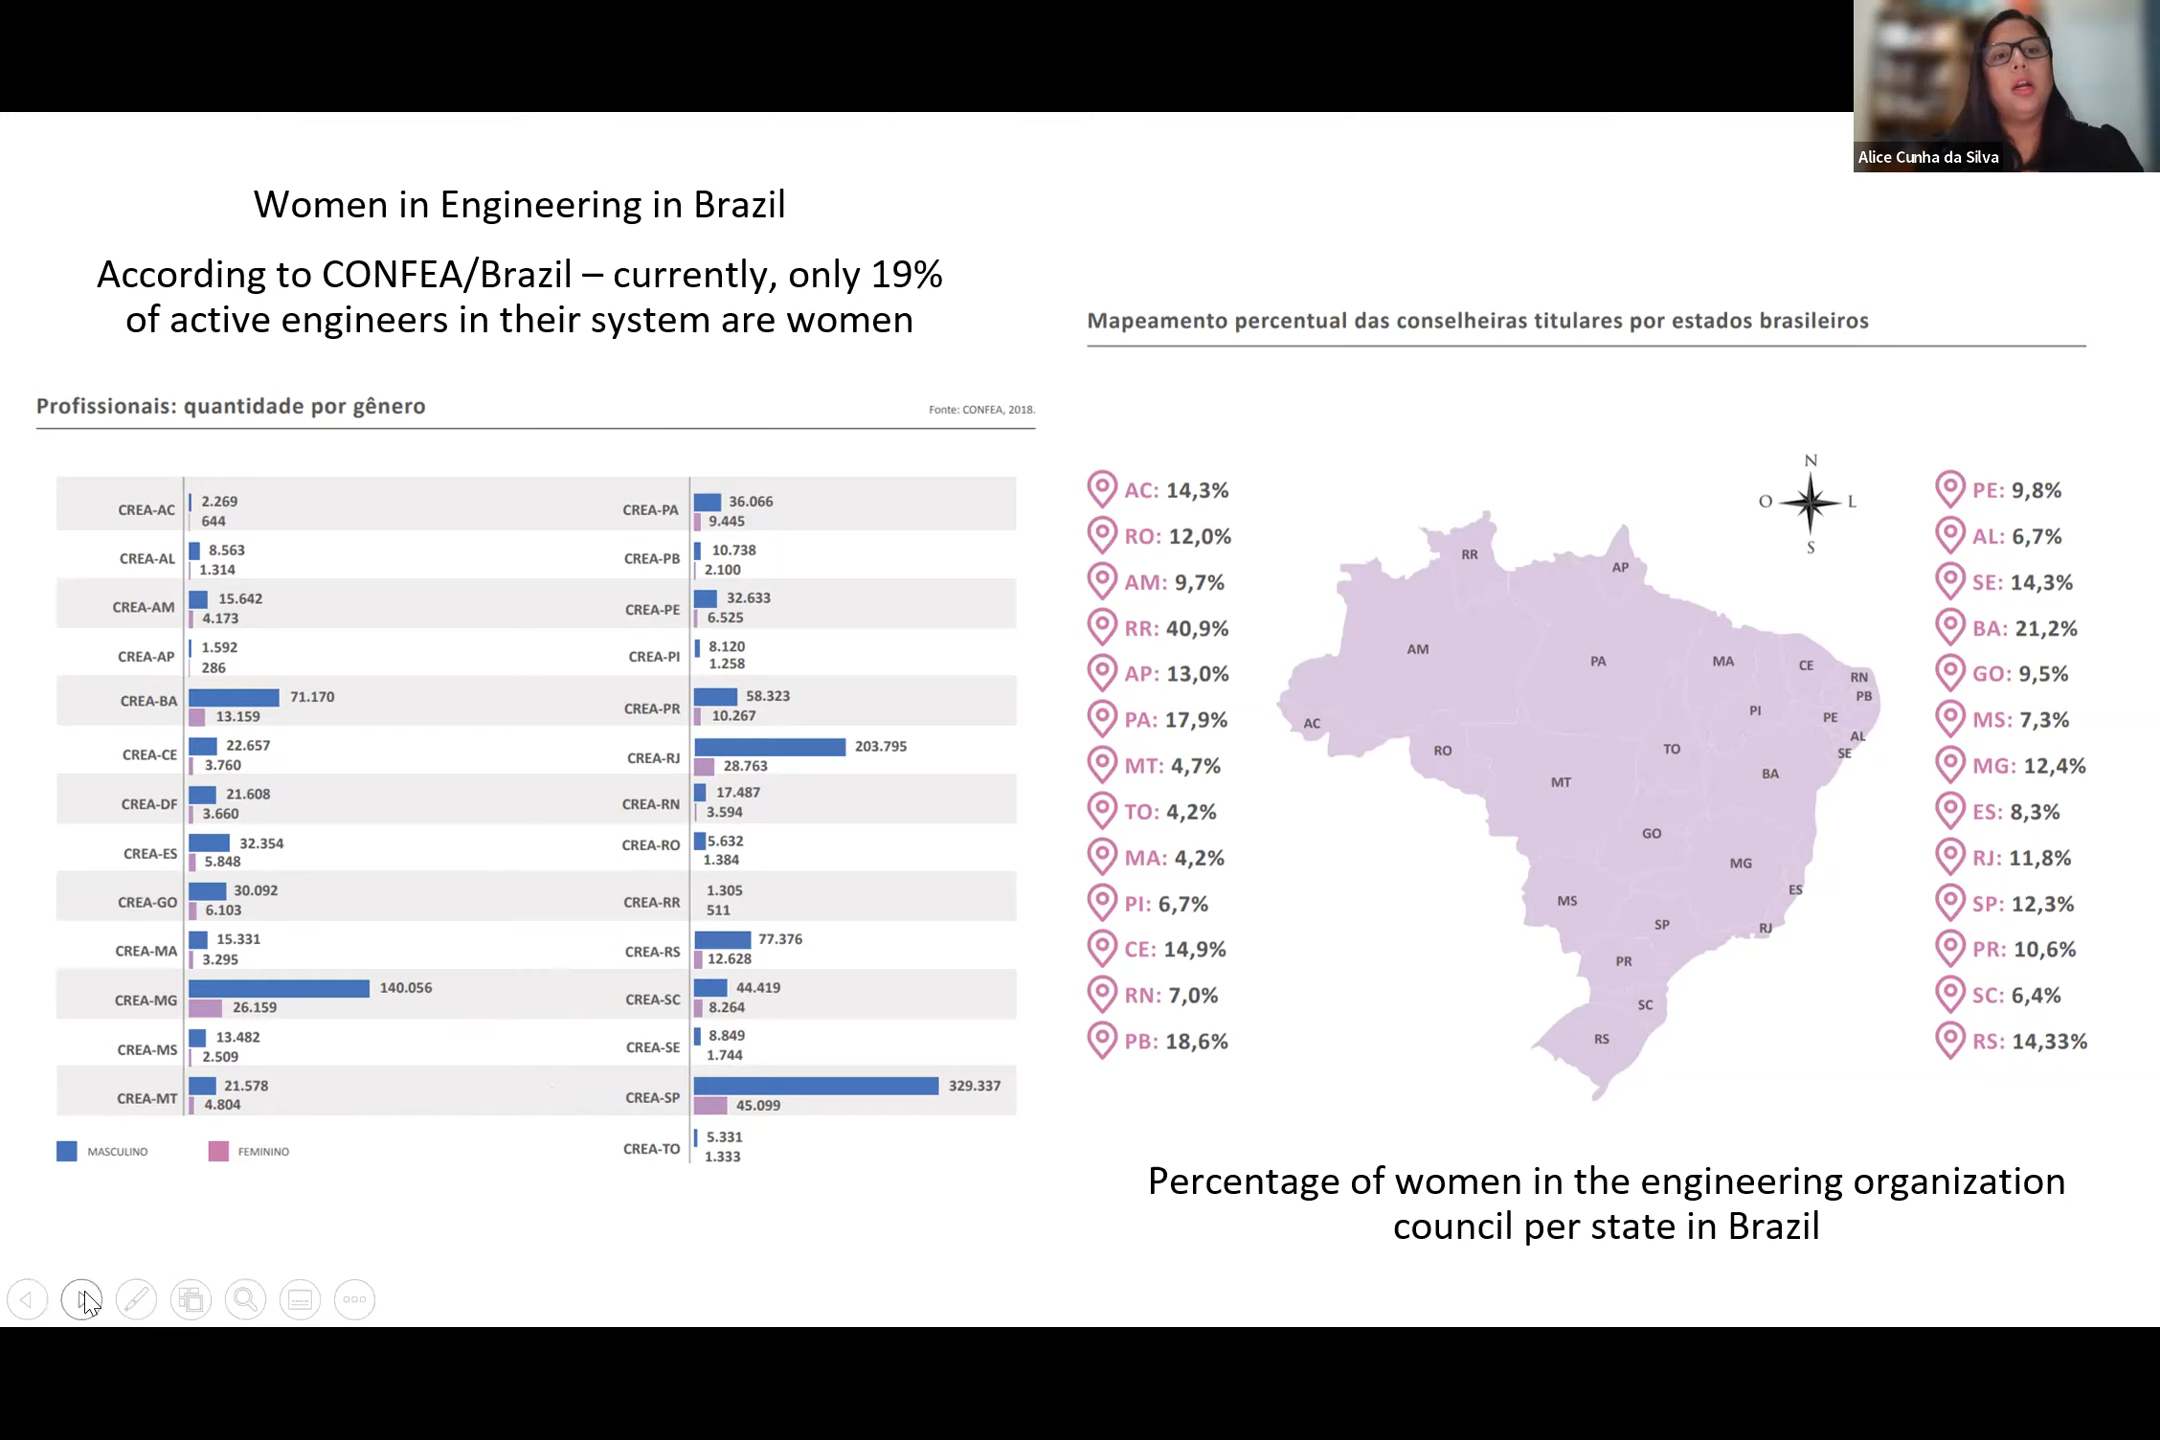 Alice Cunha da Silva
Women in Engineering in Brazil
According to CONFEA/Brazil – currently, only 19%
of active engineers in their system are women
Profissionais: quantidade por gênero
Fonte: CONFEA, 2018.
CREA-AC 2.269
644
CREA-AL 8.563
1.314
CREA-AM 15.642
4.173
CREA-AP 1.592
286
CREA-BA 71.170
13.159
CREA-CE 22.657
3.760
CREA-DF 21.608
3.660
CREA-ES 32.354
5.848
CREA-GO 30.092
6.103
CREA-MA 15.331
3.295
CREA-MG 140.056
26.159
CREA-MS 13.482
2.509
CREA-MT 21.578
4.804
MASCULINO
FEMININO
CREA-PA 36.066
9.445
CREA-PB 10.738
2.100
CREA-PE 32.633
6.525
CREA-PI 8.120
1.258
CREA-PR 58.323
10.267
CREA-RJ 203.795
28.763
CREA-RN 17.487
3.594
CREA-RO 5.632
1.384
CREA-RR 1.305
511
CREA-RS 77.376
12.628
CREA-SC 44.419
8.264
CREA-SE 8.849
1.744
CREA-SP 329.337
45.099
CREA-TO 5.331
1.333
Mapeamento percentual das conselheiras titulares por estados brasileiros
AC: 14,3%
RO: 12,0%
AM: 9,7%
RR: 40,9%
AP: 13,0%
PA: 17,9%
MT: 4,7%
TO: 4,2%
MA: 4,2%
PI: 6,7%
CE: 14,9%
RN: 7,0%
PB: 18,6%
N
O L
S
RR
AP
AM
PA
MA
CE
RN
PB
PI
PE
AC
AL
SE
RO
TO
MT
BA
GO
MG
ES
MS
SP
RJ
PR
SC
RS
PE: 9,8%
AL: 6,7%
SE: 14,3%
BA: 21,2%
GO: 9,5%
MS: 7,3%
MG: 12,4%
ES: 8,3%
RJ: 11,8%
SP: 12,3%
PR: 10,6%
SC: 6,4%
RS: 14,33%
Percentage of women in the engineering organization
council per state in Brazil